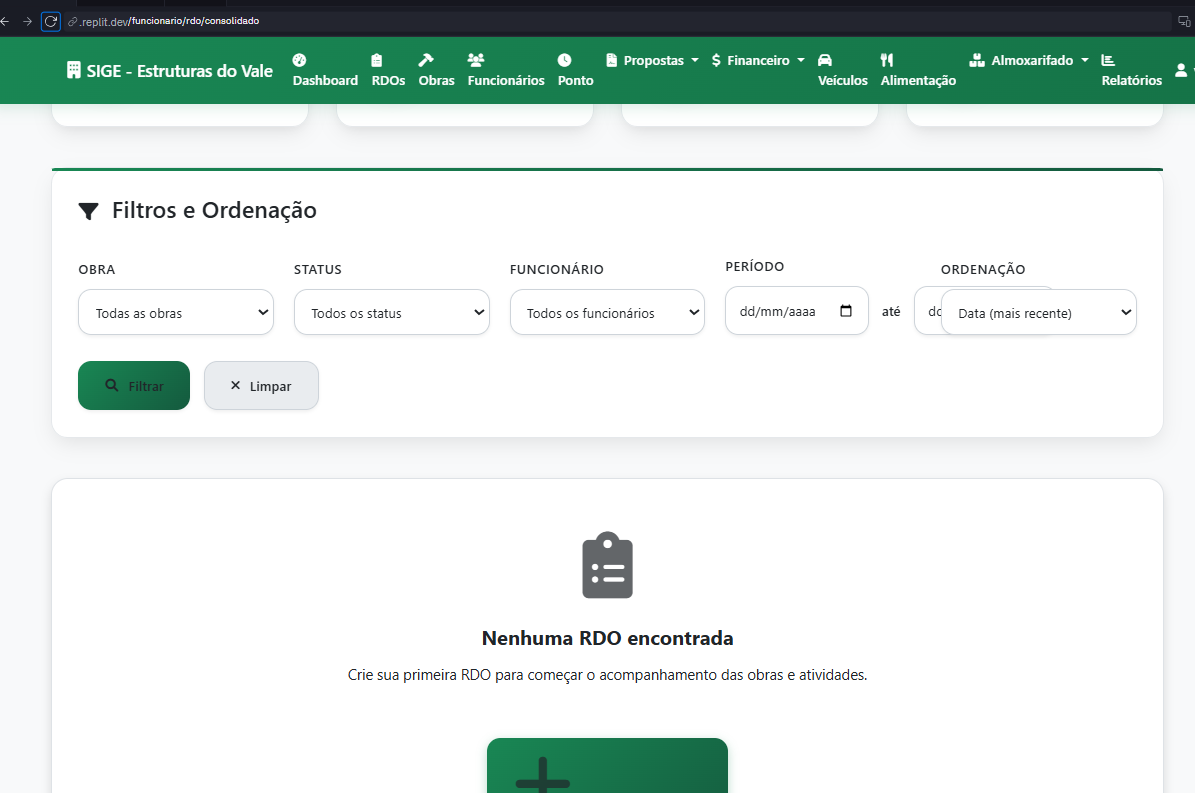 .replit.dev/funcionario/rdo/consolidado
SIGE - Estruturas do Vale
Dashboard
RDOs
Obras
Funcionários
Ponto
Propostas
Financeiro
Veículos
Alimentação
Almoxarifado
Relatórios
Filtros e Ordenação
OBRA
STATUS
FUNCIONÁRIO
PERÍODO
ORDENAÇÃO
Todas as obras
Todos os status
Todos os funcionários
dd/mm/aaaa
até
dd
Data (mais recente)
Filtrar
Limpar
Nenhuma RDO encontrada
Crie sua primeira RDO para começar o acompanhamento das obras e atividades.